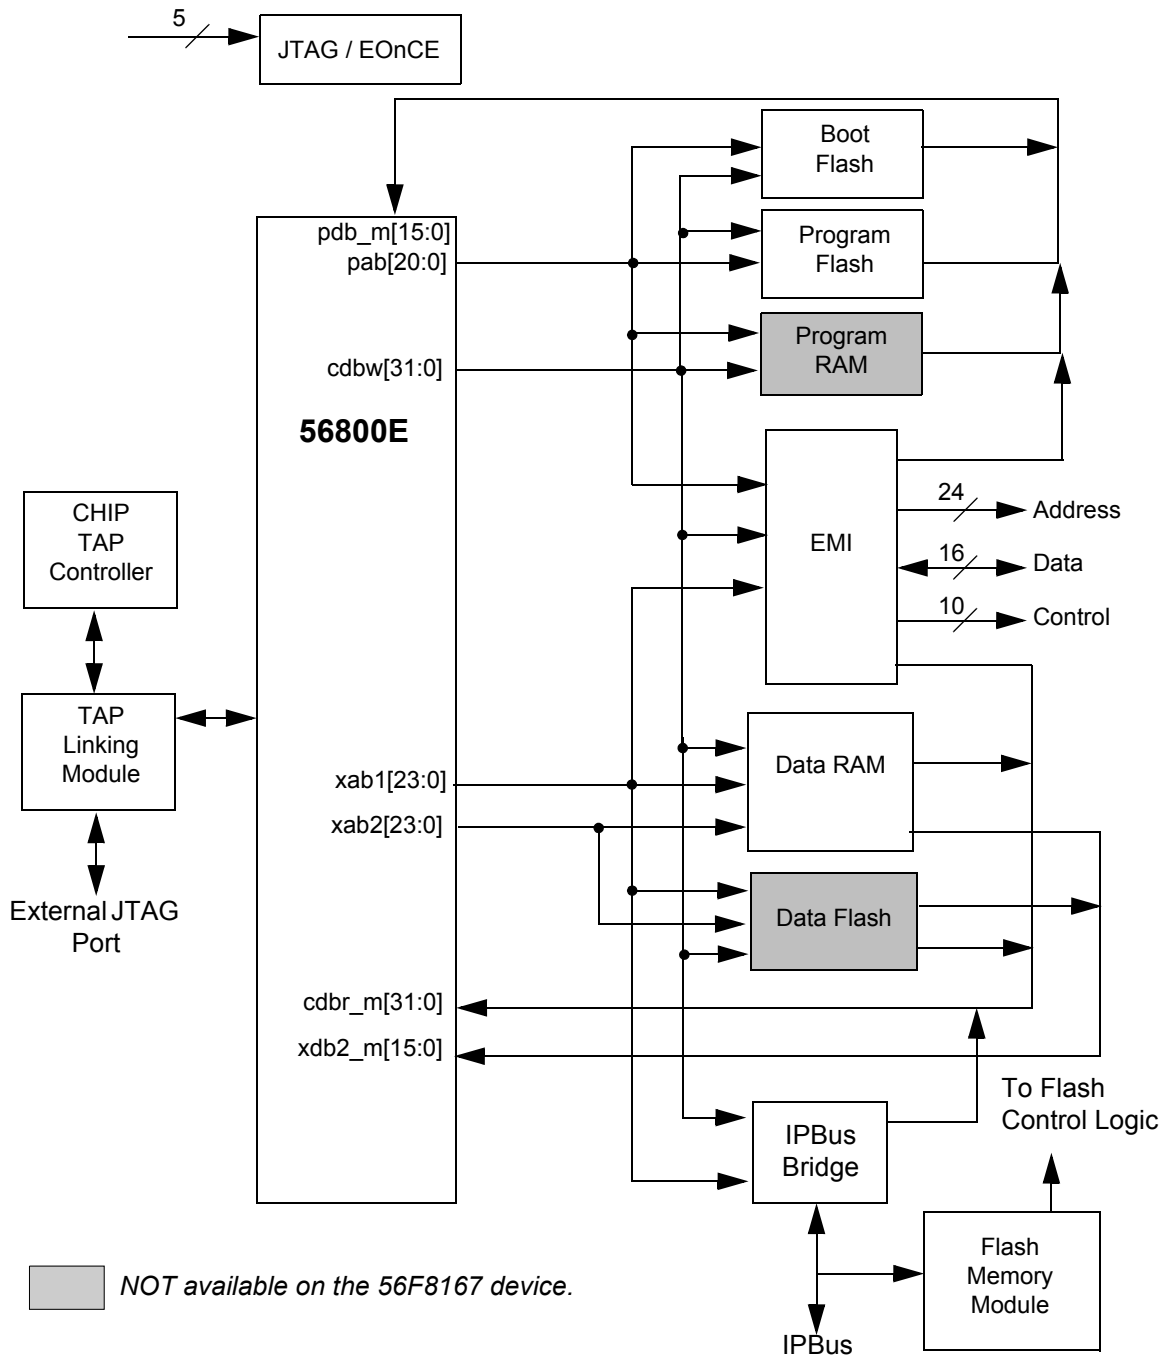 5
JTAG / EOnCE
Boot
Flash
pdb_m[15:0]
pab[20:0]
Program
Flash
cdbw[31:0]
Program
RAM
56800E
CHIP
TAP
Controller
EMI
24
Address
16
Data
10
Control
TAP
Linking
Module
xab1[23:0]
xab2[23:0]
Data RAM
External JTAG
Port
Data Flash
cdbr_m[31:0]
xdb2_m[15:0]
To Flash
Control Logic
IPBus
Bridge
Flash
Memory
Module
NOT available on the 56F8167 device.
IPBus